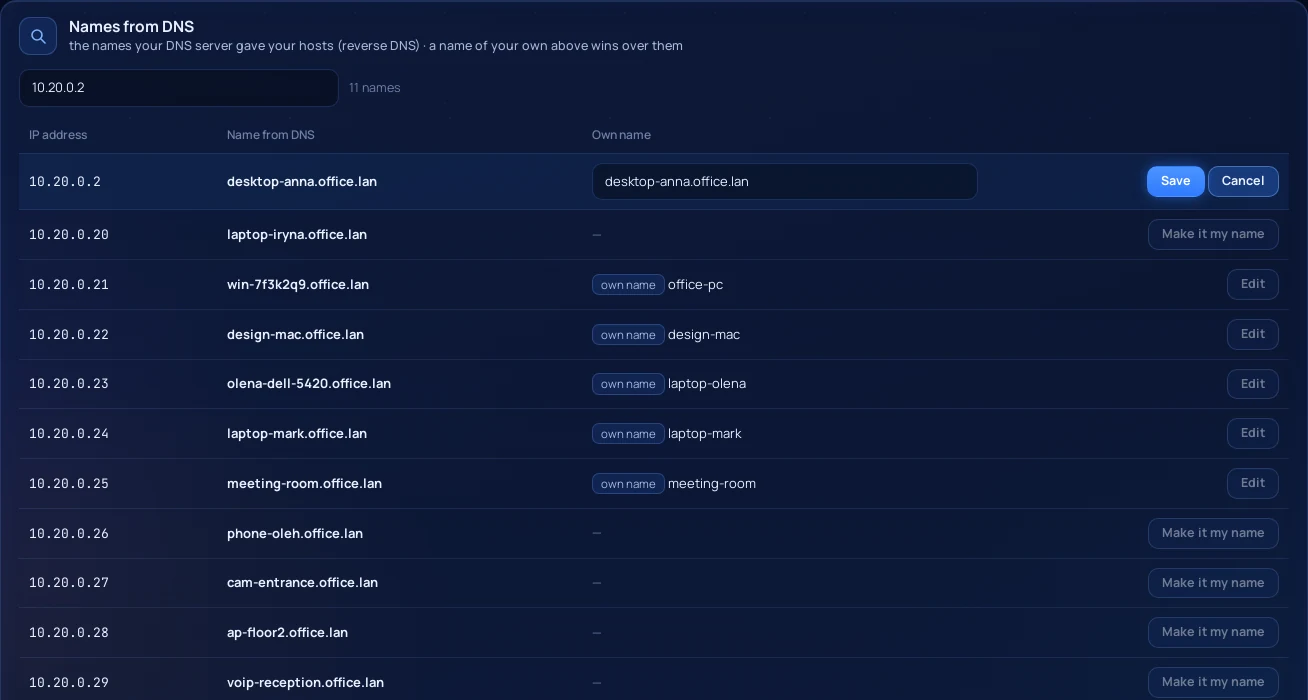 Names from DNS
the names your DNS server gave your hosts (reverse DNS) · a name of your own above wins over them
10.20.0.2 11 names
IP address Name from DNS Own name
10.20.0.2 desktop-anna.office.lan desktop-anna.office.lan Save Cancel
10.20.0.20 laptop-iryna.office.lan — Make it my name
10.20.0.21 win-7f3k2q9.office.lan own name office-pc Edit
10.20.0.22 design-mac.office.lan own name design-mac Edit
10.20.0.23 olena-dell-5420.office.lan own name laptop-olena Edit
10.20.0.24 laptop-mark.office.lan own name laptop-mark Edit
10.20.0.25 meeting-room.office.lan own name meeting-room Edit
10.20.0.26 phone-oleh.office.lan — Make it my name
10.20.0.27 cam-entrance.office.lan — Make it my name
10.20.0.28 ap-floor2.office.lan — Make it my name
10.20.0.29 voip-reception.office.lan — Make it my name